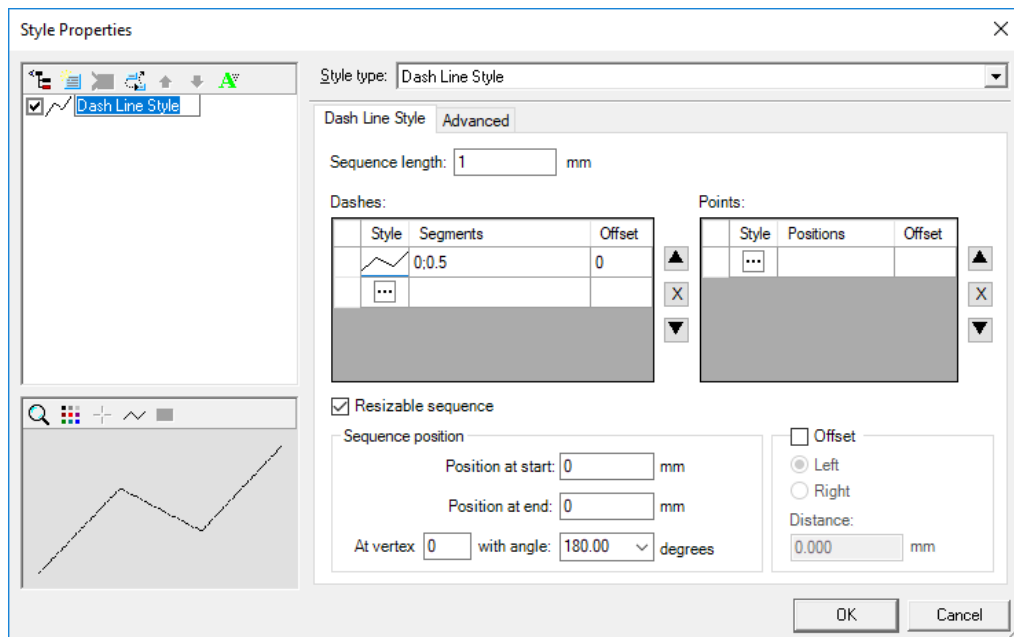 Style Properties
Style type: Dash Line Style
Dash Line Style
Dash Line Style Advanced
Sequence length: 1 mm
Dashes: Points:
Style Segments Offset Style Positions Offset
0;0.5 0
X X
Resizable sequence
Sequence position Offset
Position at start: 0 mm Left
Right
Position at end: 0 mm
Distance:
At vertex 0 with angle: 180.00 degrees 0.000 mm
OK Cancel